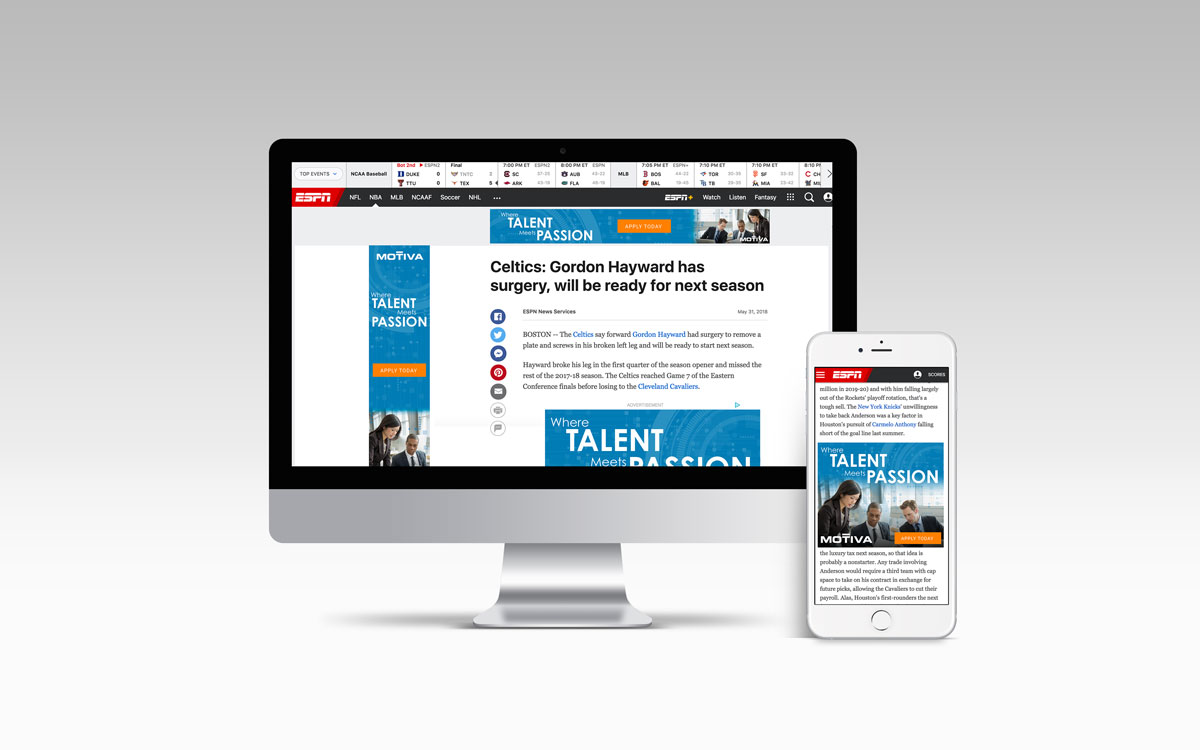 TOP EVENTS
NCAA Baseball
Bot 2nd ESPN2
DUKE 0
TTU 0
Final
TNTC 2
TEX 5
7:00 PM ET ESPN2
SC 37-25
ARK
8:00 PM ET ESPN
AUB
FLA
MLB
7:05 PM ET ESPN+
BOS
BAL
7:10 PM ET
TOR
TB
7:10 PM ET
SF
MIA
8:10 P
CH
MIL
ESPN NFL NBA MLB NCAAF Soccer NHL ... ESPN+ Watch Listen Fantasy
Where
TALENT
Meets PASSION
APPLY TODAY
MOTIVA
MOTIVA
Where
TALENT
Meets
PASSION
APPLY TODAY
Celtics: Gordon Hayward has
surgery, will be ready for next season
ESPN News Services May 31, 2018
BOSTON -- The Celtics say forward Gordon Hayward had surgery to remove a
plate and screws in his broken left leg and will be ready to start next season.
Hayward broke his leg in the first quarter of the season opener and missed the
rest of the 2017-18 season. The Celtics reached Game 7 of the Eastern
Conference finals before losing to the Cleveland Cavaliers.
ADVERTISEMENT
Where
TALENT
Meets PASSION
ESPN SCORES
million in 2019-20) and with him falling largely
out of the Rockets' playoff rotation, that's a
tough sell. The New York Knicks' unwillingness
to take back Anderson was a key factor in
Houston's pursuit of Carmelo Anthony falling
short of the goal line last summer.
Where
TALENT
Meets PASSION
MOTIVA
APPLY TODAY
the luxury tax next season, so that idea is
probably a nonstarter. Any trade involving
Anderson would require a third team with cap
space to take on his contract in exchange for
future picks, allowing the Cavaliers to cut their
payroll. Alas, Houston's first-rounders the next